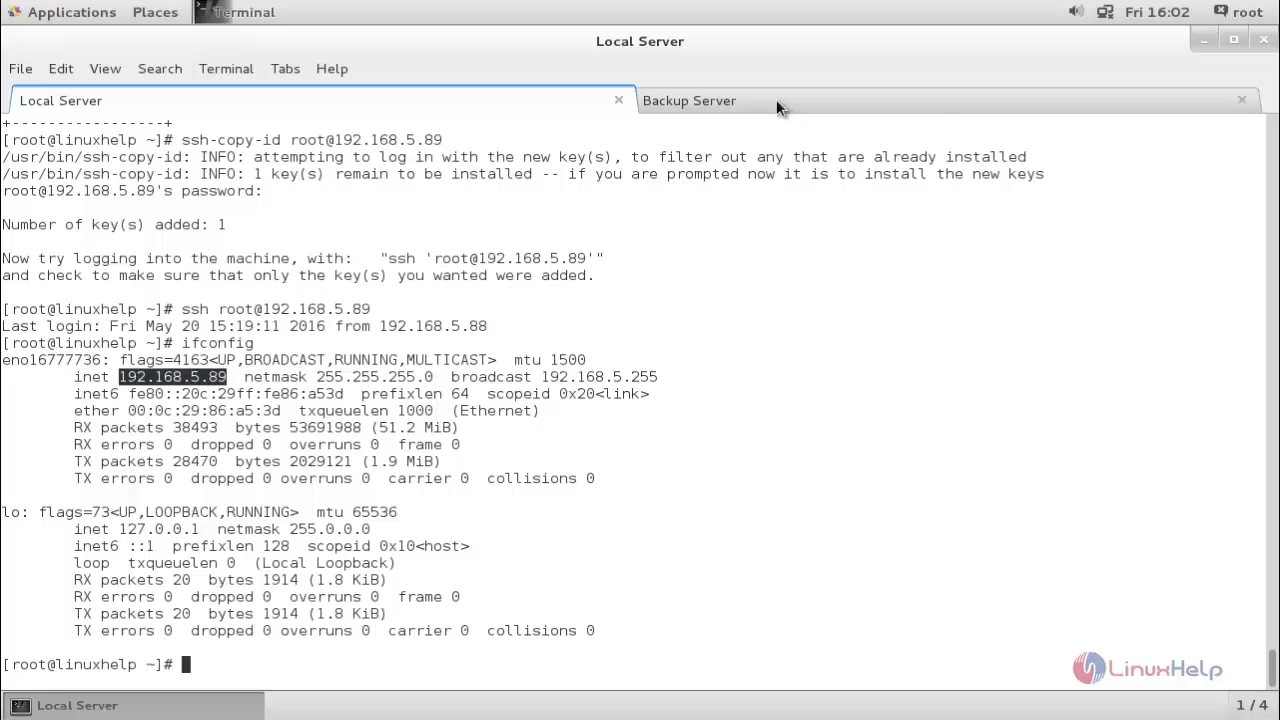 Applications Places Terminal Fri 16:02 root
Local Server
File Edit View Search Terminal Tabs Help
Local Server Backup Server
+-----------------+
[root@linuxhelp ~]# ssh-copy-id root@192.168.5.89
/usr/bin/ssh-copy-id: INFO: attempting to log in with the new key(s), to filter out any that are already installed
/usr/bin/ssh-copy-id: INFO: 1 key(s) remain to be installed -- if you are prompted now it is to install the new keys
root@192.168.5.89's password:
Number of key(s) added: 1
Now try logging into the machine, with:   "ssh 'root@192.168.5.89'"
and check to make sure that only the key(s) you wanted were added.
[root@linuxhelp ~]# ssh root@192.168.5.89
Last login: Fri May 20 15:19:11 2016 from 192.168.5.88
[root@linuxhelp ~]# ifconfig
eno16777736: flags=4163<UP,BROADCAST,RUNNING,MULTICAST>  mtu 1500
inet 192.168.5.89  netmask 255.255.255.0  broadcast 192.168.5.255
inet6 fe80::20c:29ff:fe86:a53d  prefixlen 64  scopeid 0x20<link>
ether 00:0c:29:86:a5:3d  txqueuelen 1000  (Ethernet)
RX packets 38493  bytes 53691988 (51.2 MiB)
RX errors 0  dropped 0  overruns 0  frame 0
TX packets 28470  bytes 2029121 (1.9 MiB)
TX errors 0  dropped 0 overruns 0  carrier 0  collisions 0
lo: flags=73<UP,LOOPBACK,RUNNING>  mtu 65536
inet 127.0.0.1  netmask 255.0.0.0
inet6 ::1  prefixlen 128  scopeid 0x10<host>
loop  txqueuelen 0  (Local Loopback)
RX packets 20  bytes 1914 (1.8 KiB)
RX errors 0  dropped 0  overruns 0  frame 0
TX packets 20  bytes 1914 (1.8 KiB)
TX errors 0  dropped 0 overruns 0  carrier 0  collisions 0
[root@linuxhelp ~]#
LinuxHelp
Local Server 1 / 4